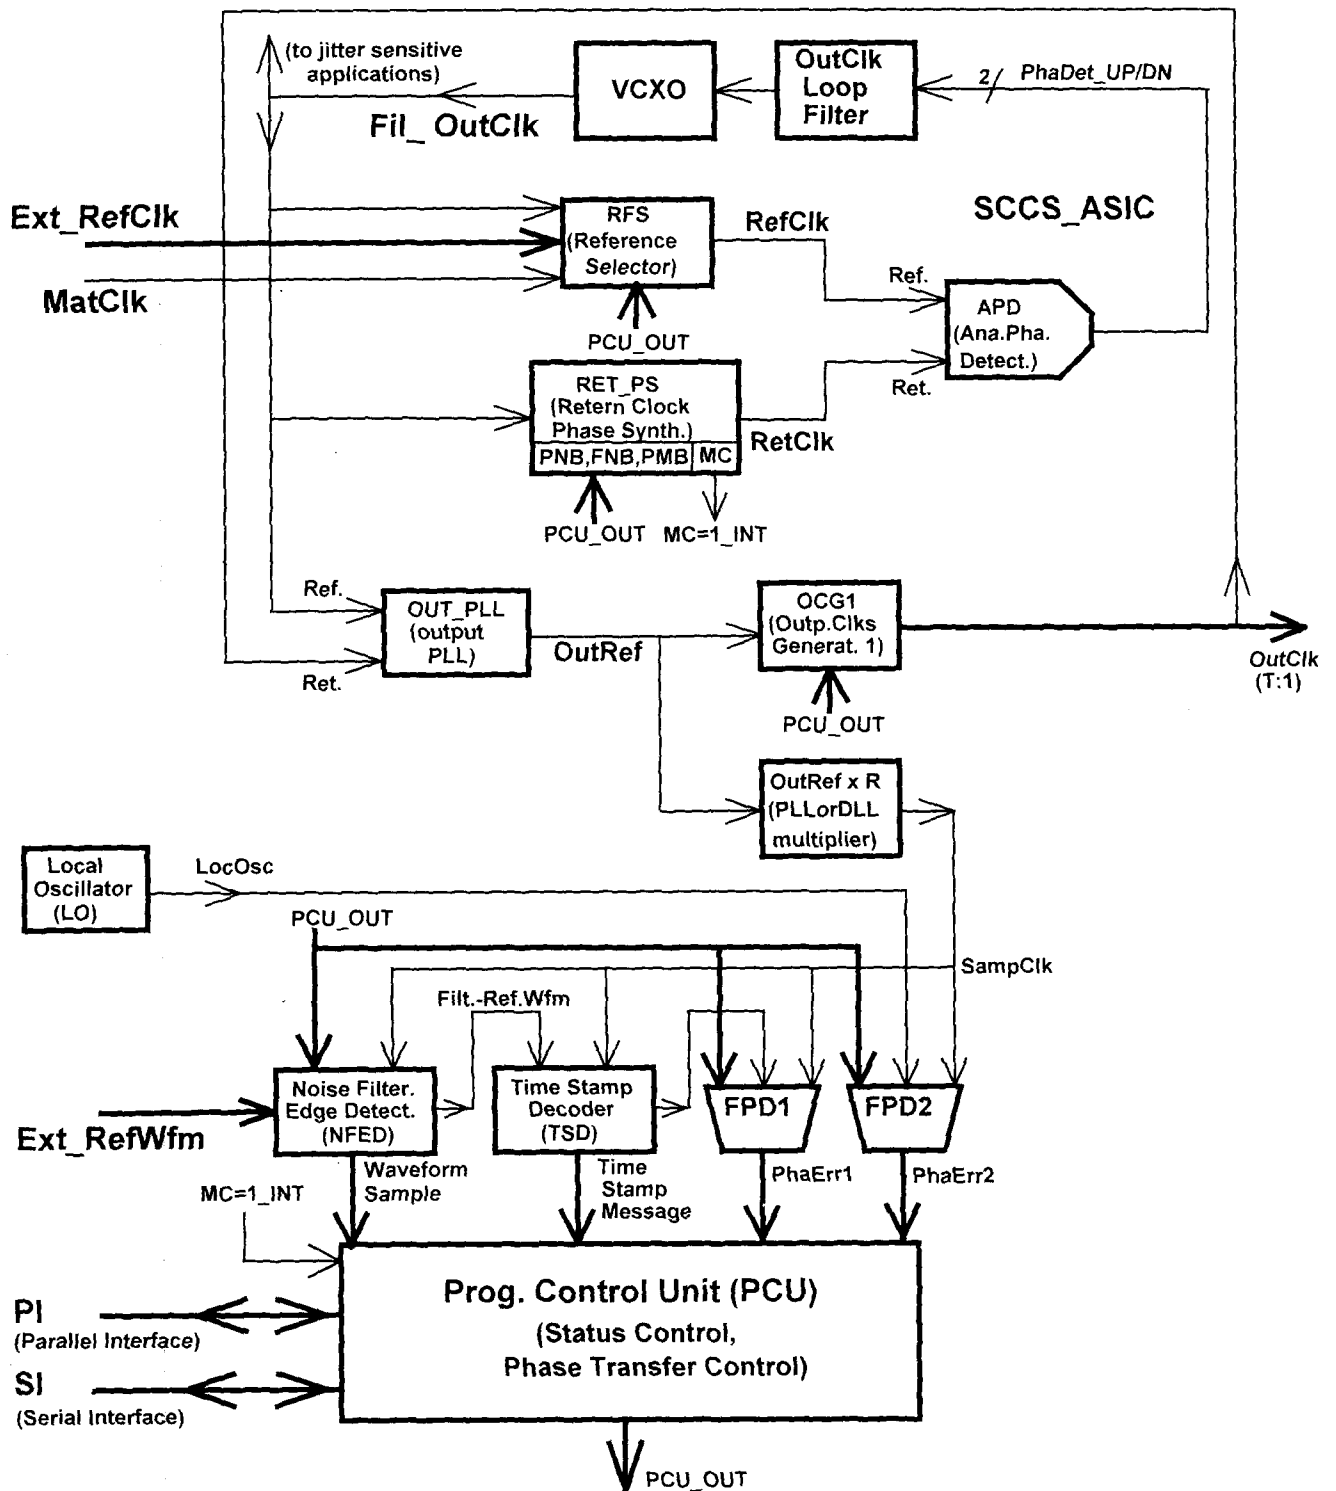 (to jitter sensitive
applications)
VCXO
OutClk
Loop
Filter
2
PhaDet_UP/DN
Fil_ OutClk
Ext_RefClk
MatClk
RFS
(Reference
Selector)
RefClk
SCCS_ASIC
PCU_OUT
Ref.
Ret.
APD
(Ana.Pha.
Detect.)
RET_PS
(Retern Clock
Phase Synth.)
PNB,FNB,PMB
MC
RetClk
PCU_OUT
MC=1_INT
Ref.
Ret.
OUT_PLL
(output
PLL)
OutRef
OCG1
(Outp.Clks
Generat. 1)
OutClk
(T:1)
PCU_OUT
OutRef x R
(PLLorDLL
multiplier)
Local
Oscillator
(LO)
LocOsc
PCU_OUT
SampClk
Filt.-Ref.Wfm
Noise Filter.
Edge Detect.
(NFED)
Time Stamp
Decoder
(TSD)
FPD1
FPD2
Ext_RefWfm
Waveform
Sample
Time
Stamp
Message
PhaErr1
PhaErr2
MC=1_INT
Prog. Control Unit (PCU)
(Status Control,
Phase Transfer Control)
PI
(Parallel Interface)
SI
(Serial Interface)
PCU_OUT